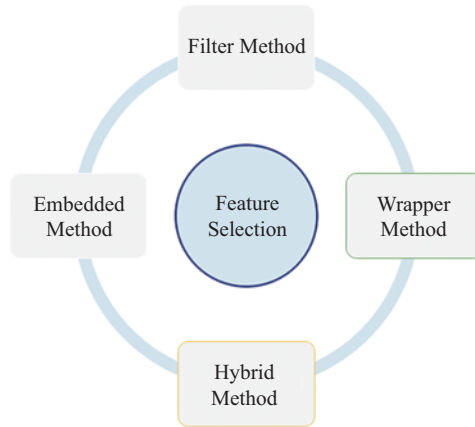 Filter Method
Embedded
Method
Feature
Selection
Wrapper
Method
Hybrid
Method